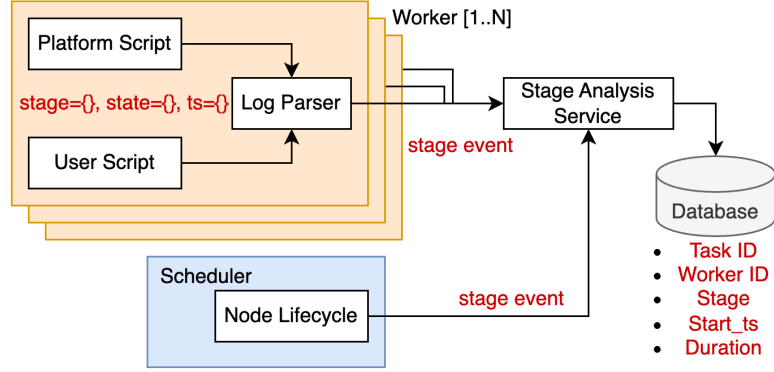 Worker [1..N]
Platform Script
stage={}, state={}, ts={}
Log Parser
User Script
stage event
Stage Analysis
Service
Database
• Task ID
• Worker ID
• Stage
• Start_ts
• Duration
Scheduler
Node Lifecycle
stage event